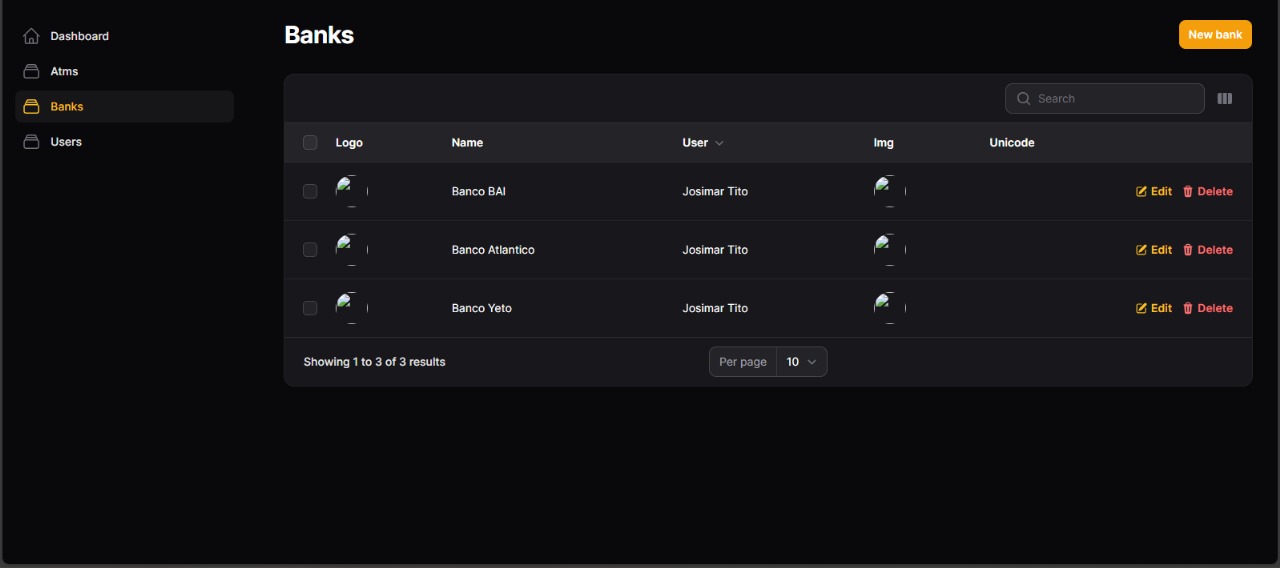 Dashboard
Atms
Banks
Users
Banks
New bank
Search
Logo Name User Img Unicode
Banco BAI Josimar Tito Edit Delete
Banco Atlantico Josimar Tito Edit Delete
Banco Yeto Josimar Tito Edit Delete
Showing 1 to 3 of 3 results Per page 10